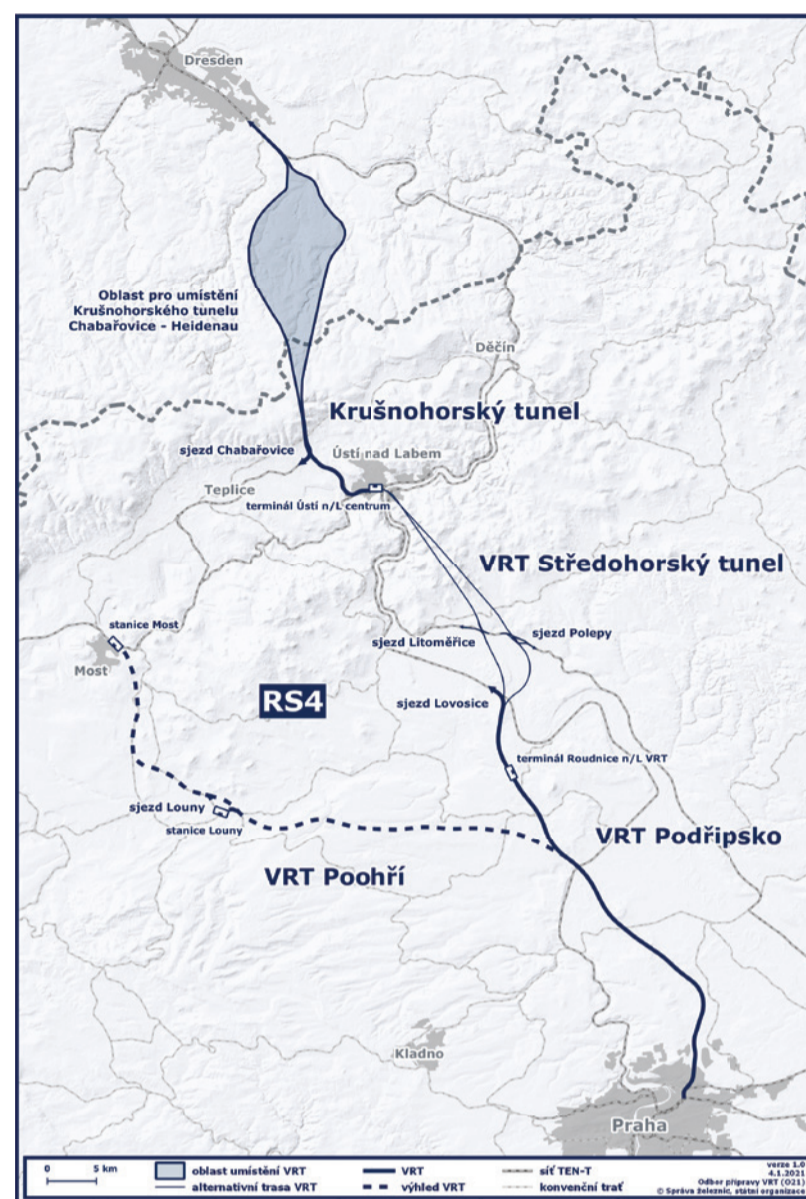 Dresden
Oblast pro umístění
Krušnohorského tunelu
Chabařovice - Heidenau
Děčín
Krušnohorský tunel
sjezd Chabařovice
Ústí nad Labem
Teplice
terminál Ústí n/L centrum
VRT Středohorský tunel
stanice Most
sjezd Polepy
sjezd Litoměřice
Most
RS4
sjezd Lovosice
terminál Roudnice n/L VRT
sjezd Louny
stanice Louny
VRT Podřipsko
VRT Poohří
Kladno
Praha
0 5 km
oblast umístění VRT
alternativní trasa VRT
VRT
výhled VRT
síť TEN-T
konvenční trať
verze 1.0
4.1.2021
Odbor přípravy VRT (O21)
© Správa železnic, státní organizace